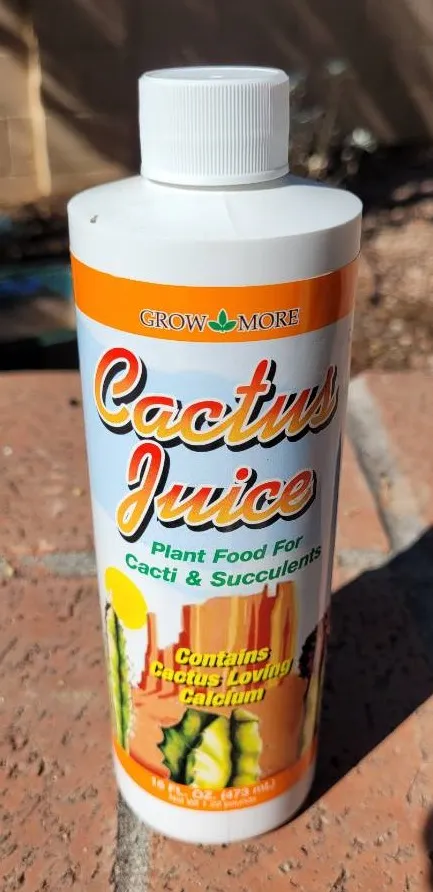 GROW MORE
Cactus
Juice
Plant Food For
Cacti & Succulents
Contains
Cactus Loving
Calcium
16 FL. OZ. (473 mL)